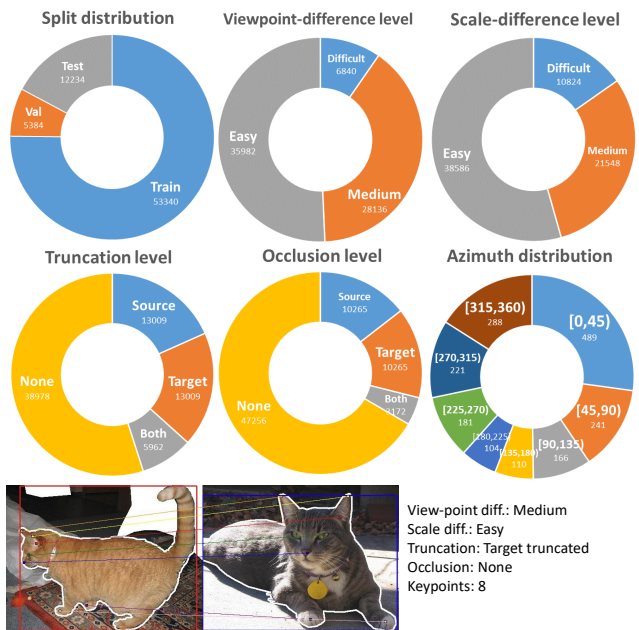 Split distribution
Test
12234
Val
5384
Train
53340
Viewpoint-difference level
Difficult
6840
Easy
35982
Medium
28136
Scale-difference level
Difficult
10824
Easy
38586
Medium
21548
Truncation level
Source
13009
None
38978
Target
13009
Both
5962
Occlusion level
Source
10265
Target
10265
None
47256
Both
3172
Azimuth distribution
[315,360)
288
[0,45)
489
[270,315)
221
[45,90)
241
[225,270)
181
[180,225)
104
[135,180)
110
[90,135)
166
View-point diff.: Medium
Scale diff.: Easy
Truncation: Target truncated
Occlusion: None
Keypoints: 8